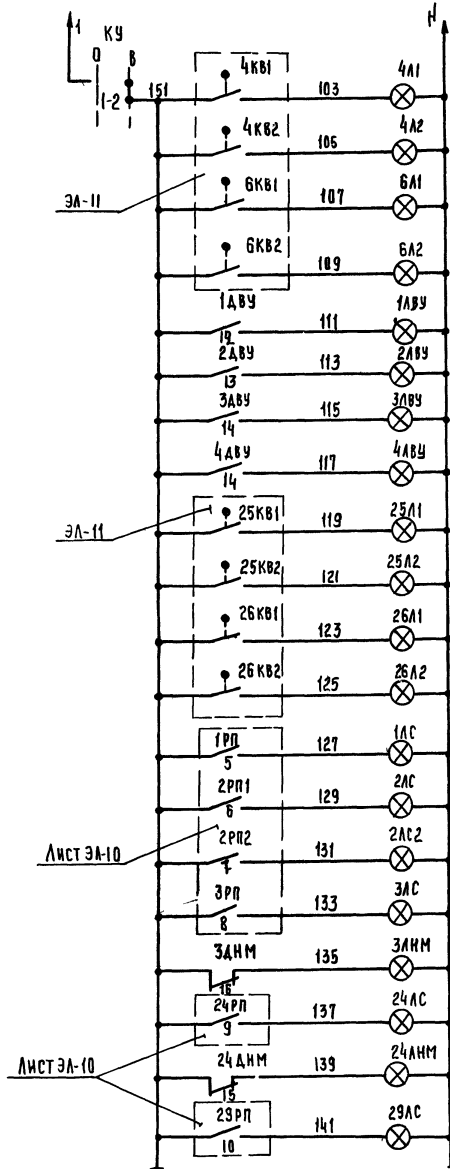 1 КУ Н
О В
1-2 151 4КВ1 103 4Л1
4КВ2 105 4Л2
ЭЛ-11 6КВ1 107 6Л1
6КВ2 109 6Л2
1ДВУ 111 1ЛВУ
12
2ДВУ 113 2ЛВУ
13
3ДВУ 115 3ЛВУ
14
4ДВУ 117 4ЛВУ
14
ЭЛ-11 25КВ1 119 25Л1
25КВ2 121 25Л2
26КВ1 123 26Л1
26КВ2 125 26Л2
1РП 127 1ЛС
5
2РП1 129 2ЛС
6
Лист ЭЛ-10 2РП2 131 2ЛС2
7
3РП 133 3ЛС
8
3ДНМ 135 3ЛНМ
16
24РП 137 24ЛС
9
Лист ЭЛ-10 24ДНМ 139 24ЛНМ
15
29РП 141 29ЛС
10